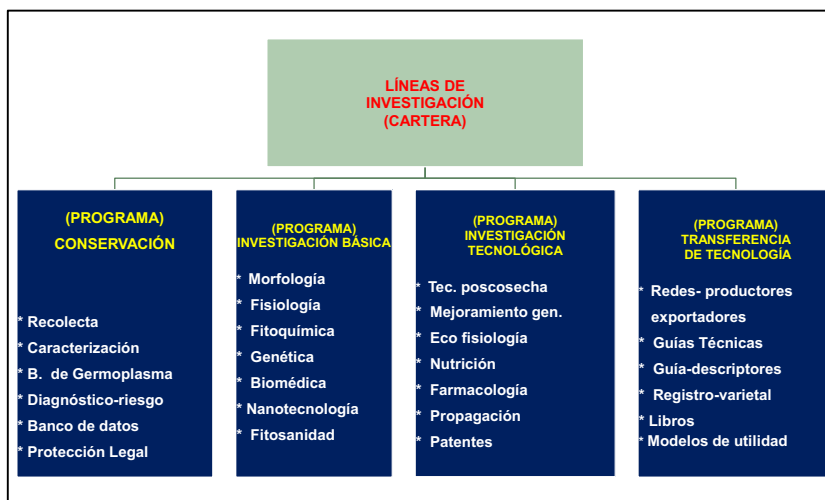 LÍNEAS DE
INVESTIGACIÓN
(CARTERA)
(PROGRAMA)
CONSERVACIÓN
* Recolecta
* Caracterización
* B. de Germoplasma
* Diagnóstico-riesgo
* Banco de datos
* Protección Legal
(PROGRAMA)
INVESTIGACIÓN BÁSICA
* Morfología
* Fisiología
* Fitoquímica
* Genética
* Biomédica
* Nanotecnología
* Fitosanidad
(PROGRAMA)
INVESTIGACIÓN
TECNOLÓGICA
* Tec. poscosecha
* Mejoramiento gen.
* Eco fisiología
* Nutrición
* Farmacología
* Propagación
* Patentes
(PROGRAMA)
TRANSFERENCIA
DE TECNOLOGÍA
* Redes- productores
exportadores
* Guías Técnicas
* Guía-descriptores
* Registro-varietal
* Libros
* Modelos de utilidad